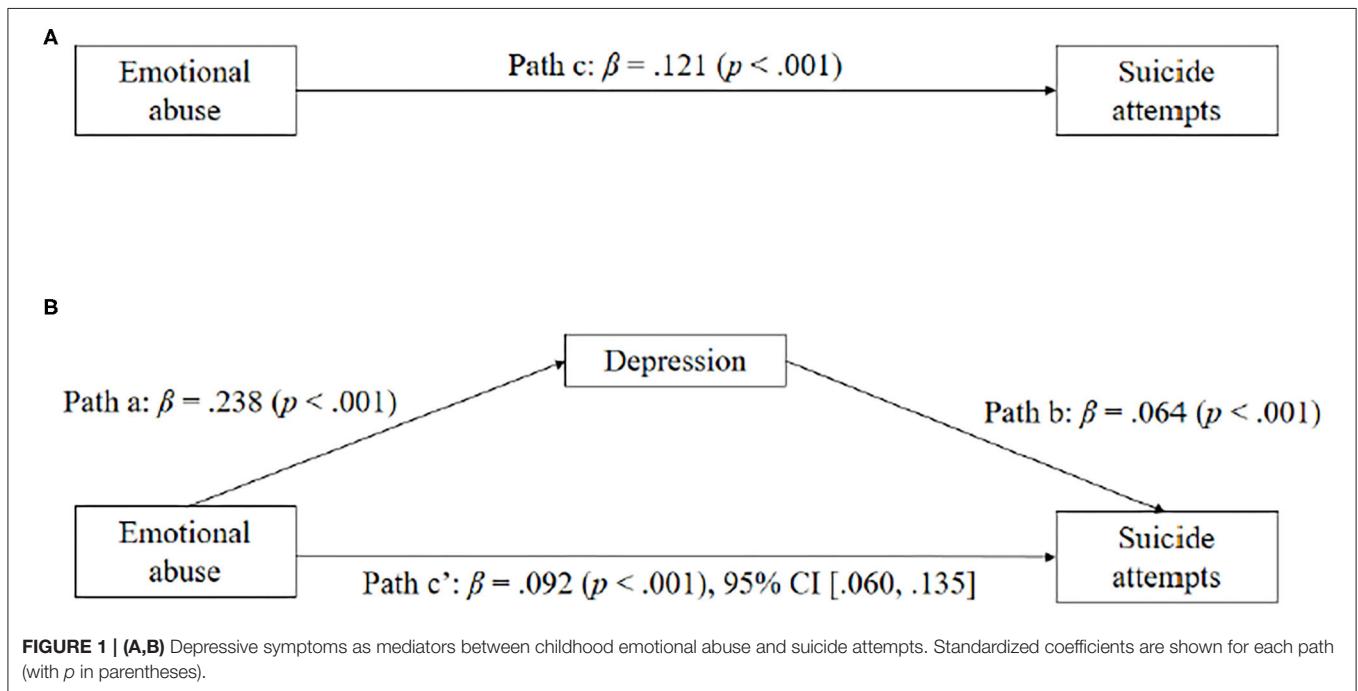 A
Emotional
abuse
Path c: β = .121 (p < .001)
Suicide
attempts
B
Depression
Path a: β = .238 (p < .001)
Path b: β = .064 (p < .001)
Emotional
abuse
Suicide
attempts
Path c’: β = .092 (p < .001), 95% CI [.060, .135]
FIGURE 1 | (A,B) Depressive symptoms as mediators between childhood emotional abuse and suicide attempts. Standardized coefficients are shown for each path
(with p in parentheses).